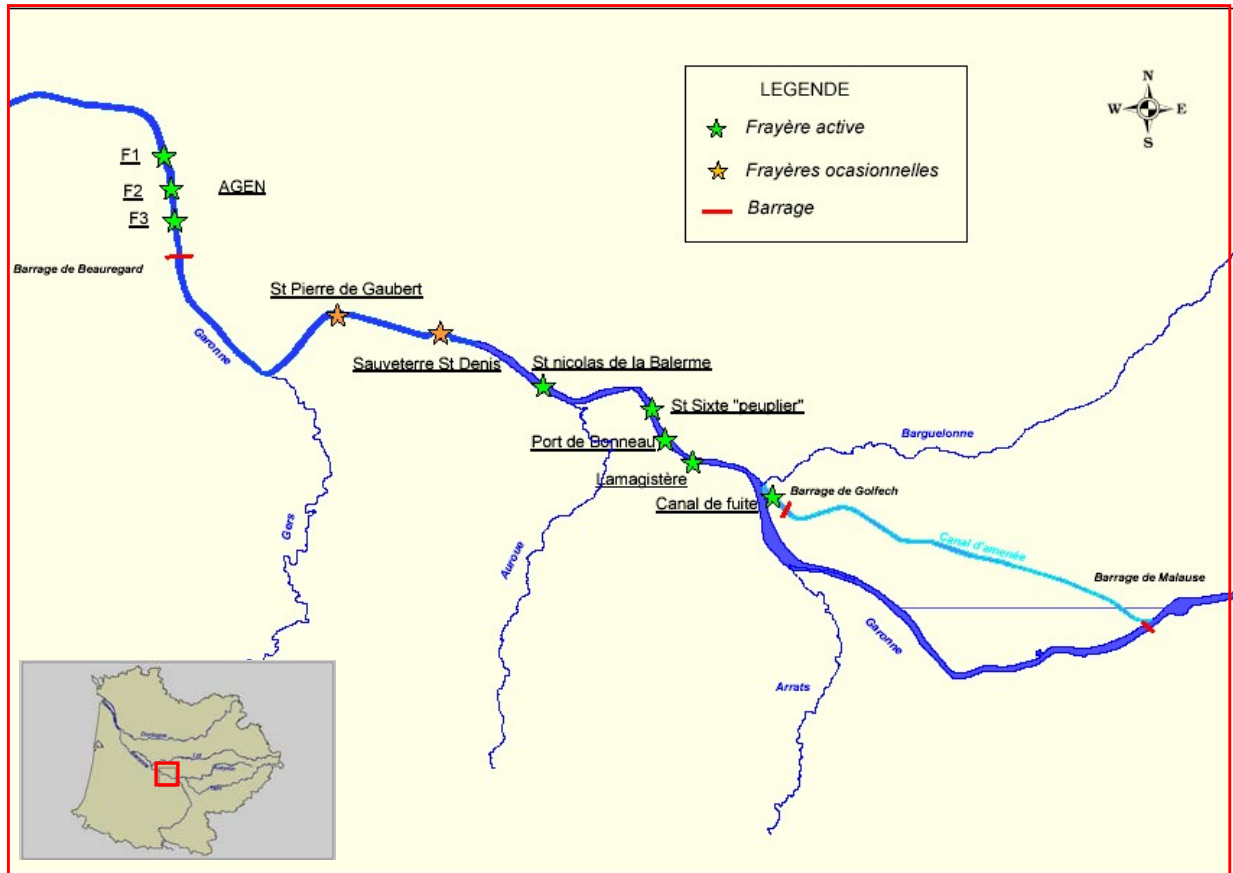 LEGENDE
Frayère active
Frayères ocasionnelles
Barrage
N
W
E
S
F1
F2
F3
AGEN
Barrage de Beauregard
St Pierre de Gaubert
Garonne
Sauveterre St Denis
St nicolas de la Balerme
St Sixte "peuplier"
Port de Bonneau
Lamagistère
Canal de fuite
Barguelonne
Barrage de Golfech
Canal d'amenée
Barrage de Malause
Gers
Auroue
Garonne
Arrats
Dordogne
Lot